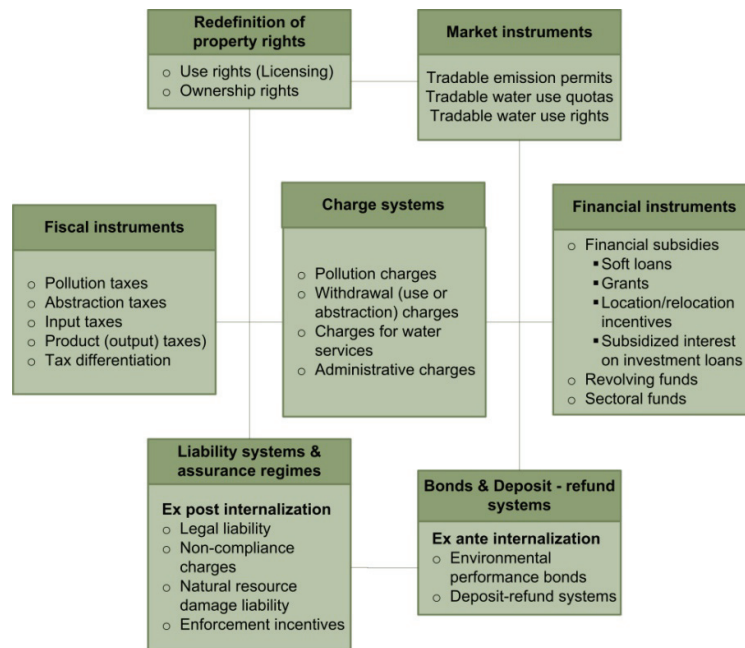 Redefinition of
property rights
○ Use rights (Licensing)
○ Ownership rights
Market instruments
Tradable emission permits
Tradable water use quotas
Tradable water use rights
Fiscal instruments
○ Pollution taxes
○ Abstraction taxes
○ Input taxes
○ Product (output) taxes)
○ Tax differentiation
Charge systems
○ Pollution charges
○ Withdrawal (use or
abstraction) charges
○ Charges for water
services
○ Administrative charges
Financial instruments
○ Financial subsidies
▪ Soft loans
▪ Grants
▪ Location/relocation
incentives
▪ Subsidized interest
on investment loans
○ Revolving funds
○ Sectoral funds
Liability systems &
assurance regimes
Ex post internalization
○ Legal liability
○ Non-compliance
charges
○ Natural resource
damage liability
○ Enforcement incentives
Bonds & Deposit - refund
systems
Ex ante internalization
○ Environmental
performance bonds
○ Deposit-refund systems